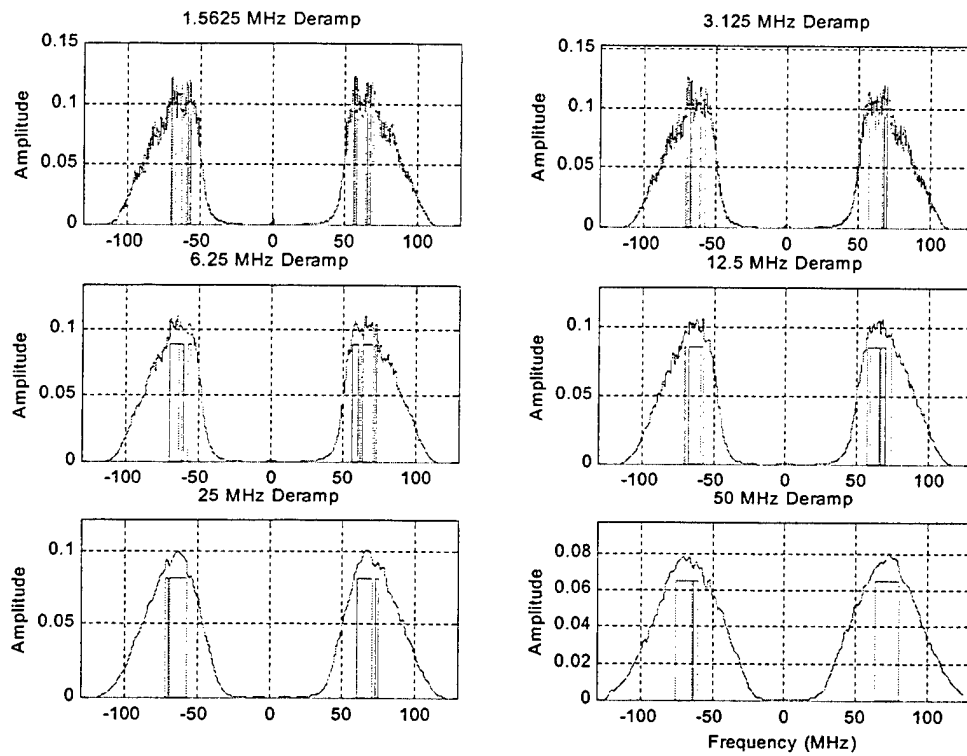 1.5625 MHz Deramp
0.15
0.1
0.05
0
Amplitude
-100 -50 0 50 100
3.125 MHz Deramp
0.15
0.1
0.05
0
Amplitude
-100 -50 0 50 100
6.25 MHz Deramp
0.1
0.05
0
Amplitude
-100 -50 0 50 100
12.5 MHz Deramp
0.1
0.05
0
Amplitude
-100 -50 0 50 100
25 MHz Deramp
0.1
0.05
0
Amplitude
-100 -50 0 50 100
50 MHz Deramp
0.08
0.06
0.04
0.02
0
Amplitude
-100 -50 0 50 100
Frequency (MHz)